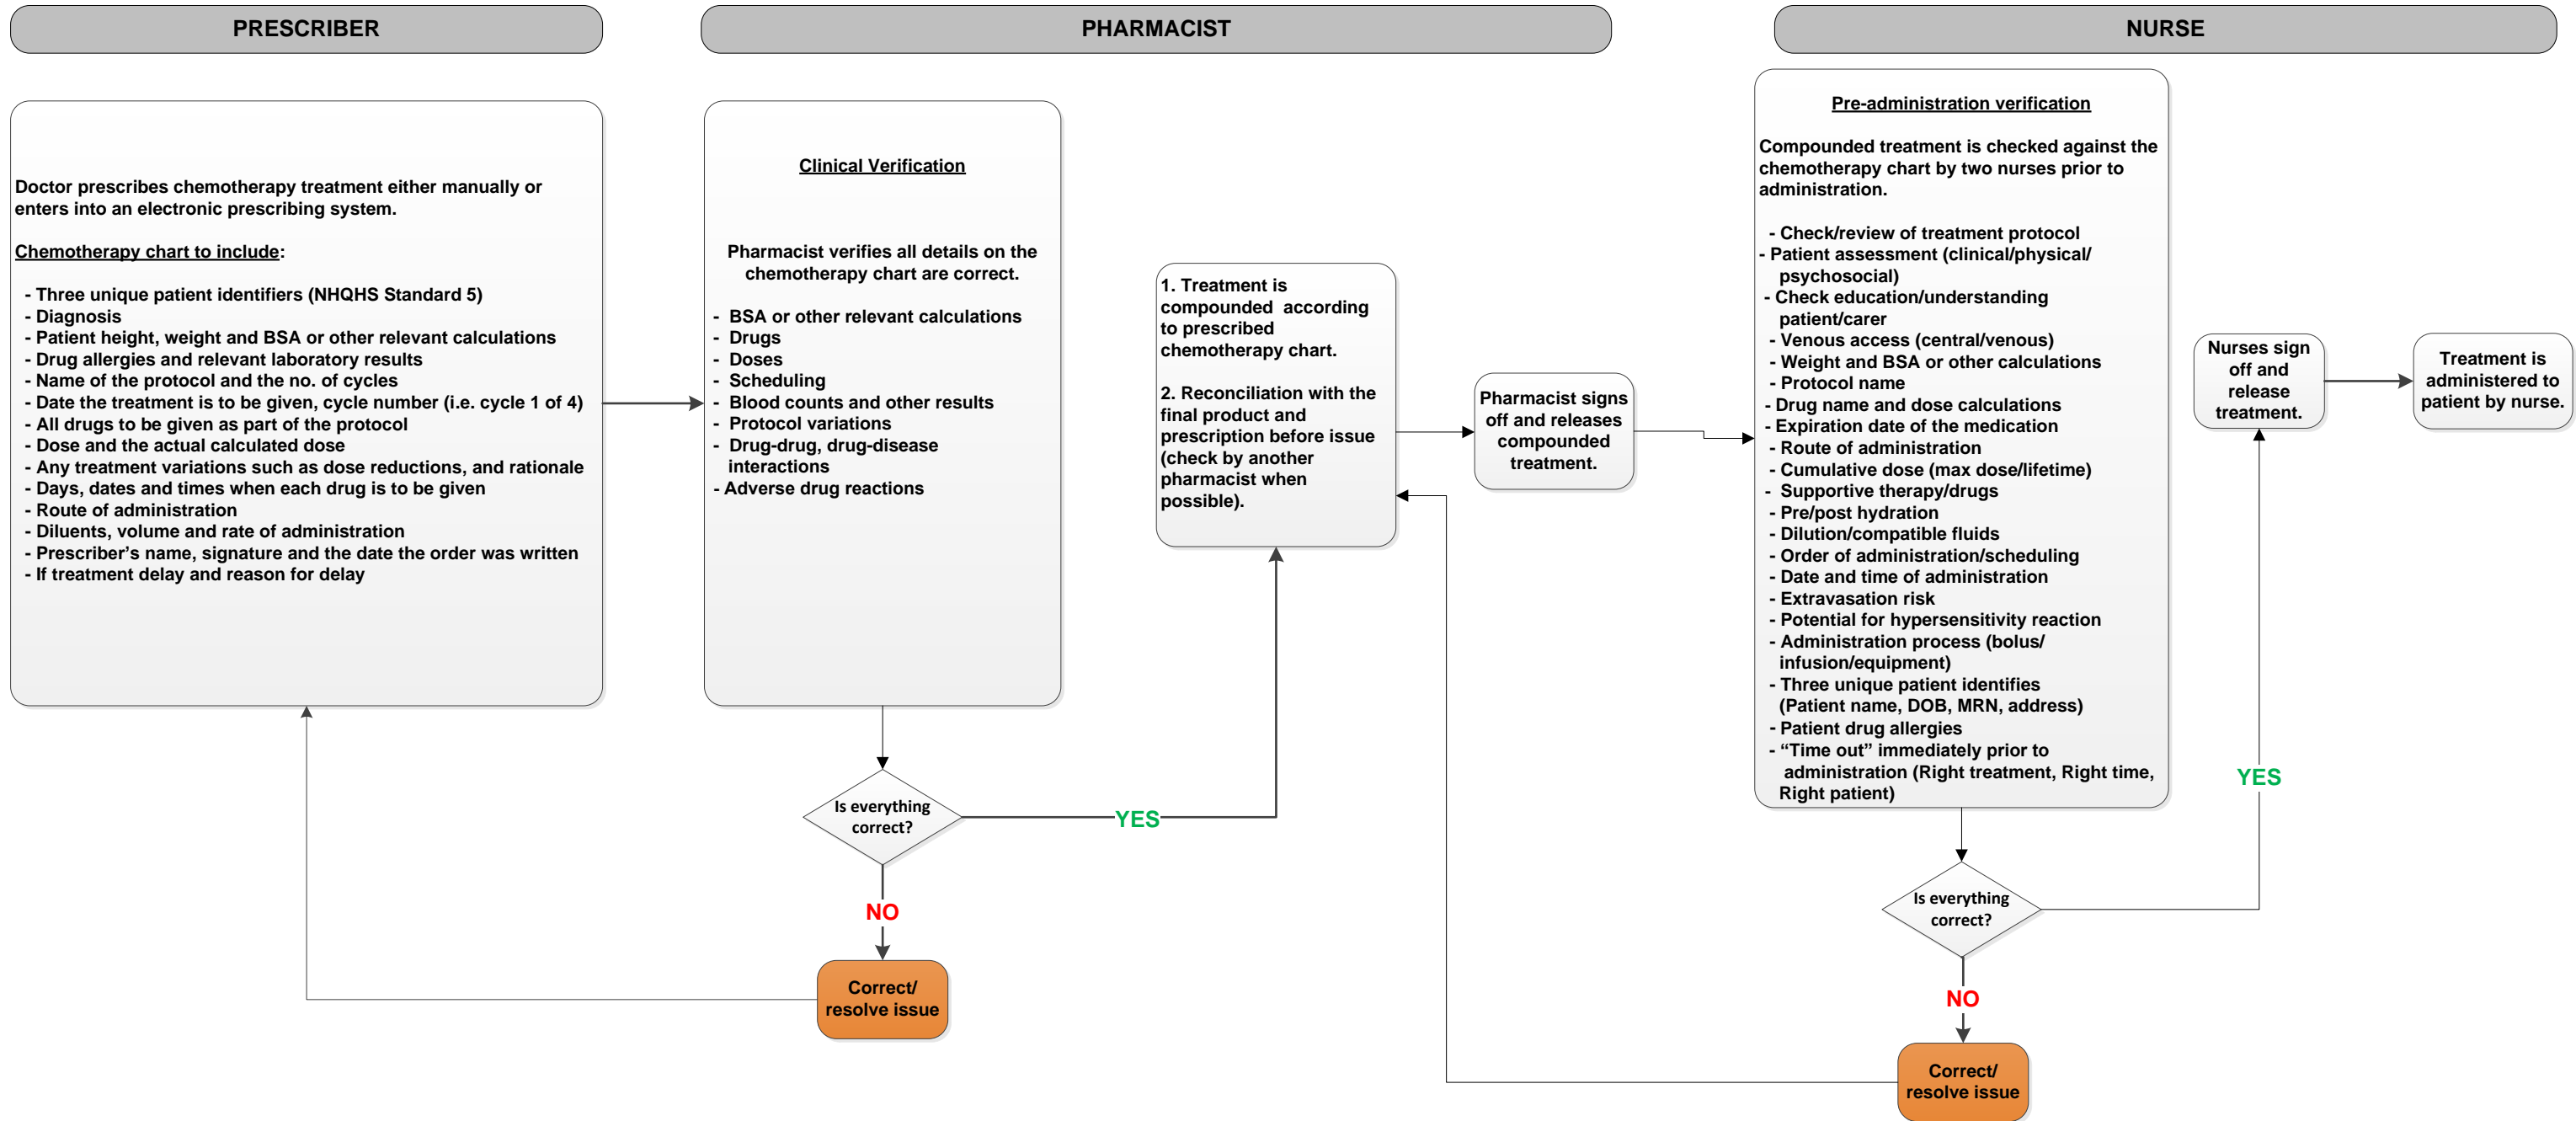 PRESCRIBER
PHARMACIST
NURSE
Doctor prescribes chemotherapy treatment either manually or
enters into an electronic prescribing system.
Chemotherapy chart to include:
- Three unique patient identifiers (NHQHS Standard 5)
- Diagnosis
- Patient height, weight and BSA or other relevant calculations
- Drug allergies and relevant laboratory results
- Name of the protocol and the no. of cycles
- Date the treatment is to be given, cycle number (i.e. cycle 1 of 4)
- All drugs to be given as part of the protocol
- Dose and the actual calculated dose
- Any treatment variations such as dose reductions, and rationale
- Days, dates and times when each drug is to be given
- Route of administration
- Diluents, volume and rate of administration
- Prescriber's name, signature and the date the order was written
- If treatment delay and reason for delay
Clinical Verification
Pharmacist verifies all details on the
chemotherapy chart are correct.
- BSA or other relevant calculations
- Drugs
- Doses
- Scheduling
- Blood counts and other results
- Protocol variations
- Drug-drug, drug-disease
interactions
- Adverse drug reactions
Is everything
correct?
YES
NO
Correct/
resolve issue
1. Treatment is
compounded according
to prescribed
chemotherapy chart.
2. Reconciliation with the
final product and
prescription before issue
(check by another
pharmacist when
possible).
Pharmacist signs
off and releases
compounded
treatment.
Pre-administration verification
Compounded treatment is checked against the
chemotherapy chart by two nurses prior to
administration.
- Check/review of treatment protocol
- Patient assessment (clinical/physical/
psychosocial)
- Check education/understanding
patient/carer
- Venous access (central/venous)
- Weight and BSA or other calculations
- Protocol name
- Drug name and dose calculations
- Expiration date of the medication
- Route of administration
- Cumulative dose (max dose/lifetime)
- Supportive therapy/drugs
- Pre/post hydration
- Dilution/compatible fluids
- Order of administration/scheduling
- Date and time of administration
- Extravasation risk
- Potential for hypersensitivity reaction
- Administration process (bolus/
infusion/equipment)
- Three unique patient identifies
(Patient name, DOB, MRN, address)
- Patient drug allergies
- “Time out” immediately prior to
administration (Right treatment, Right time,
Right patient)
Is everything
correct?
YES
NO
Correct/
resolve issue
Nurses sign
off and
release
treatment.
Treatment is
administered to
patient by nurse.